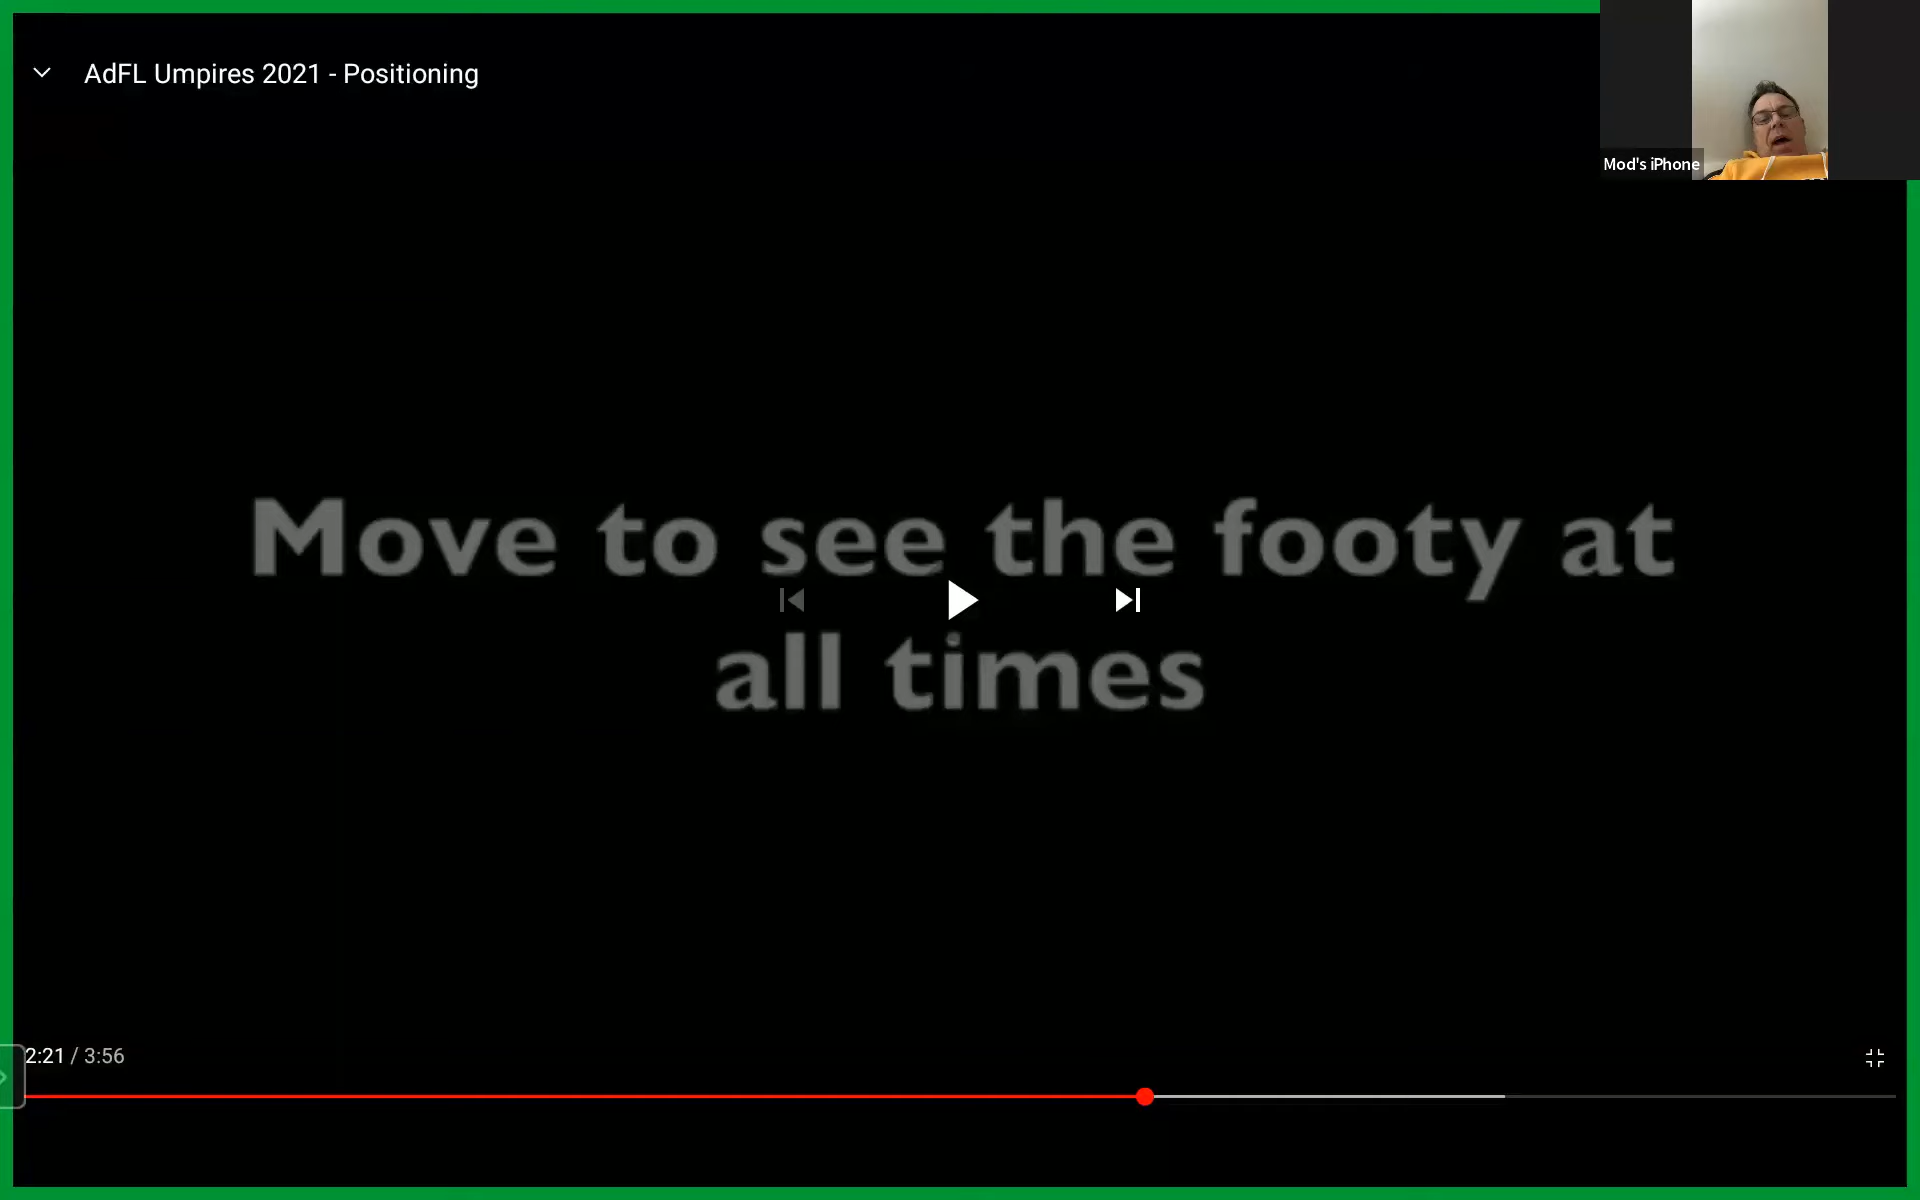 AdFL Umpires 2021 - Positioning
Mod's iPhone
Move to see the footy at
all times
2:21 / 3:56